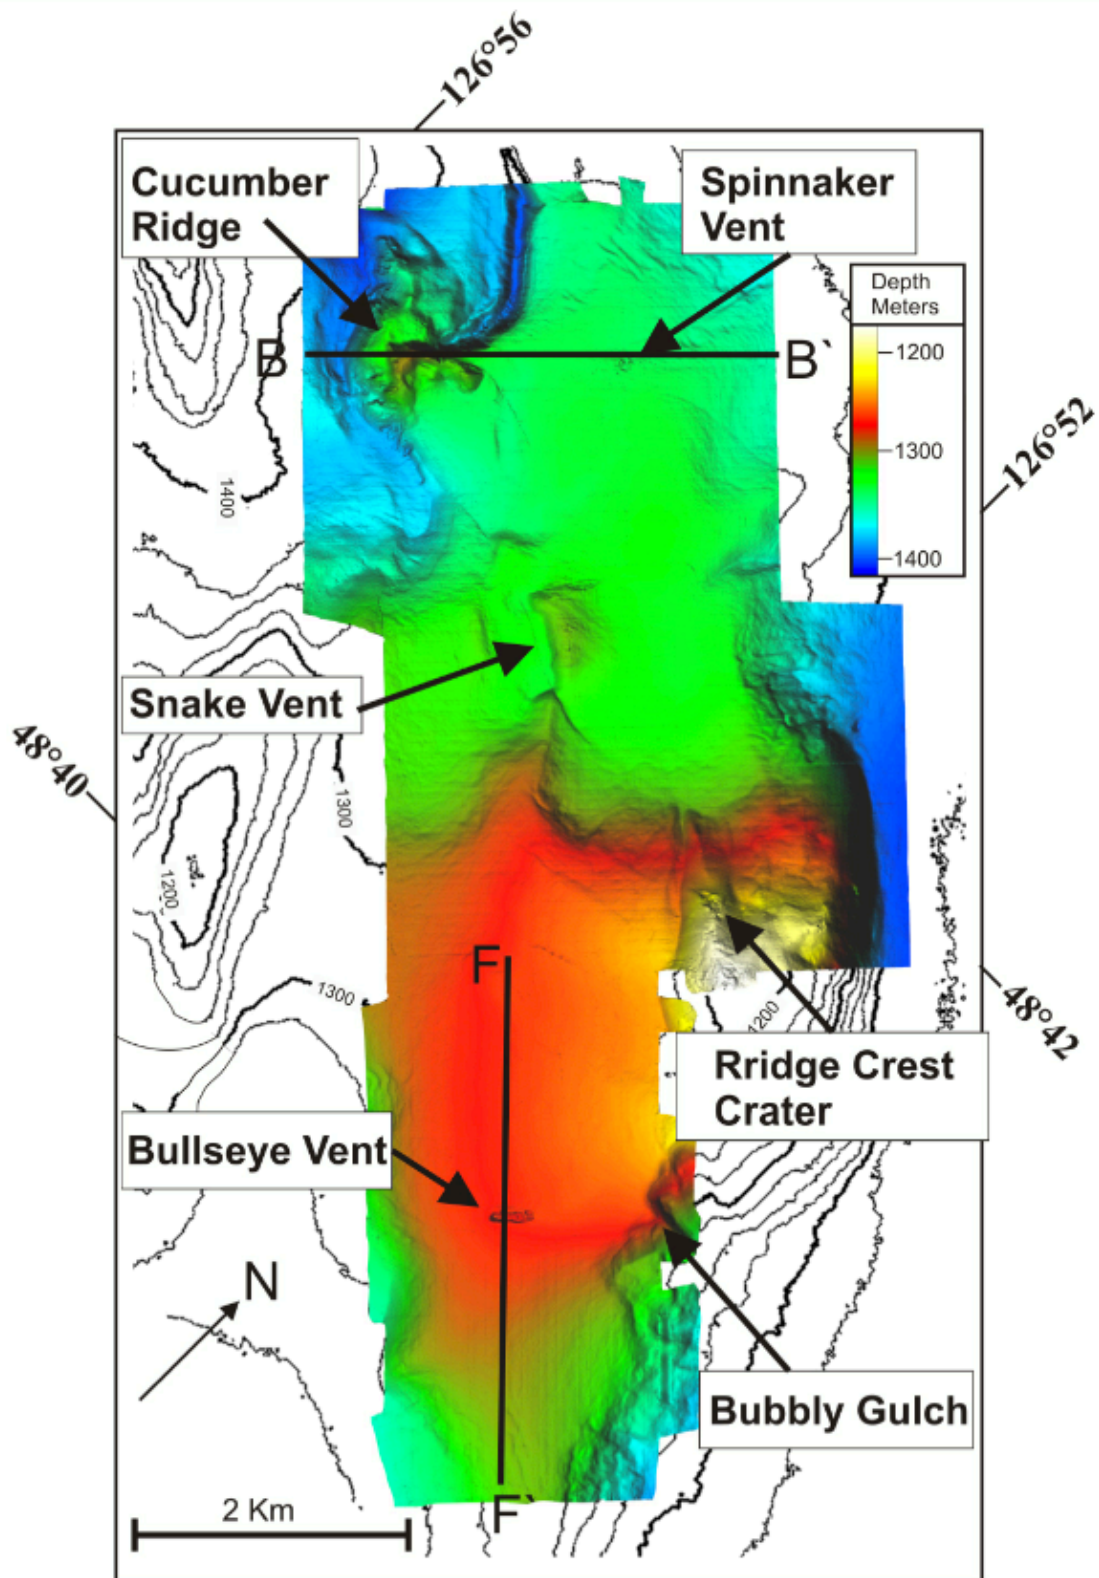 126°56
Cucumber
Ridge
Spinnaker
Vent
Depth
Meters
1200
1300
1400
B
B`
126°52
1400
Snake Vent
48°40
1300
1200
F
1300
1200
48°42
Rridge Crest
Crater
Bullseye Vent
N
Bubbly Gulch
2 Km
F`